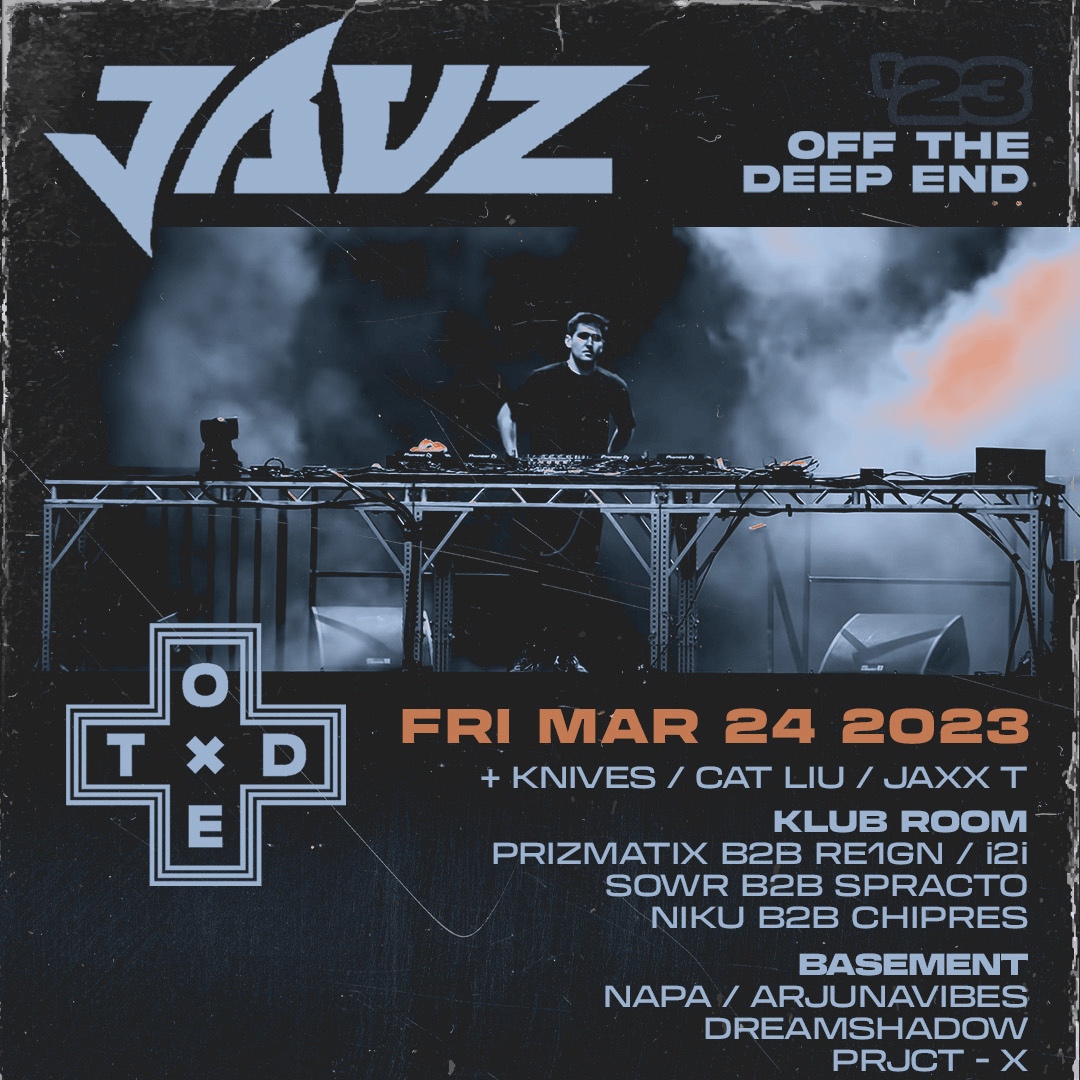 JAUZ
'23
OFF THE
DEEP END
O
T X D
E
FRI MAR 24 2023
+ KNIVES / CAT LIU / JAXX T
KLUB ROOM
PRIZMATIX B2B RE1GN / i2i
SOWR B2B SPRACTO
NIKU B2B CHIPRES
BASEMENT
NAPA / ARJUNAVIBES
DREAMSHADOW
PRJCT - X